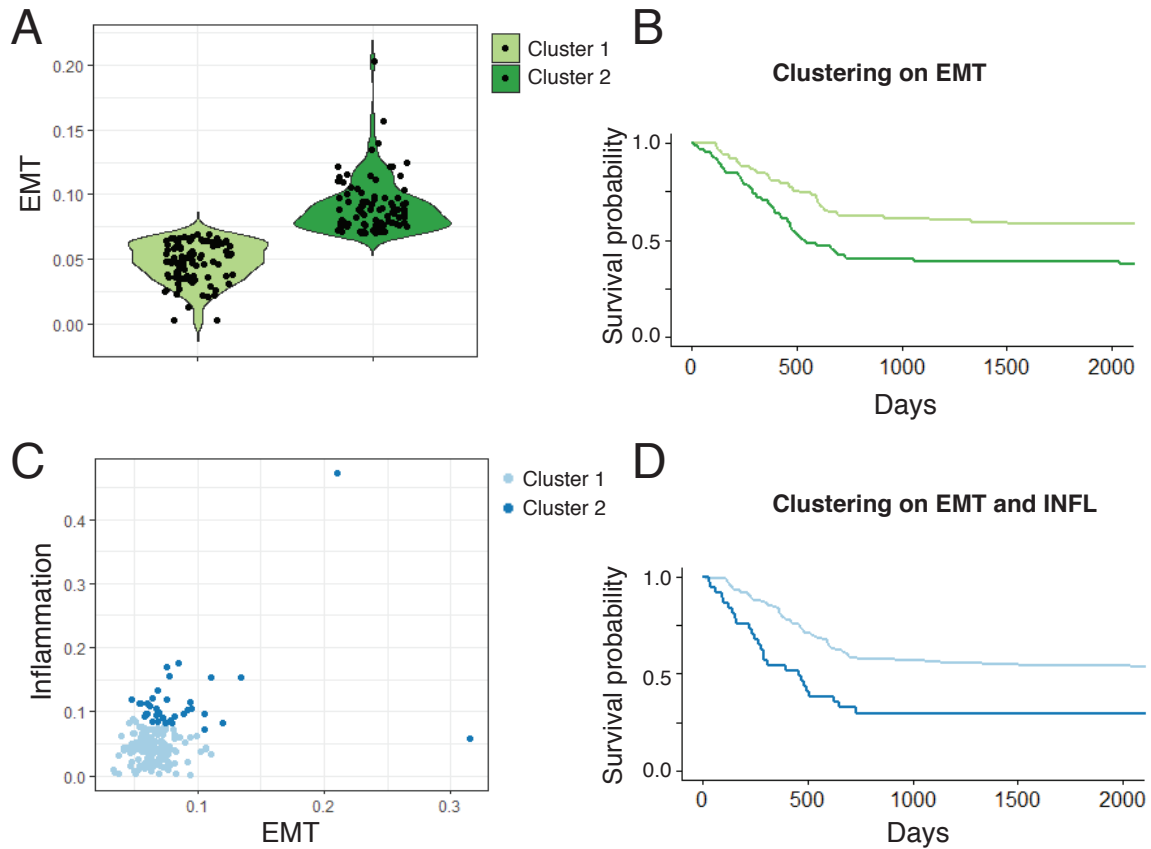 A
EMT
0.20
0.15
0.10
0.05
0.00
Cluster 1
Cluster 2
B
Clustering on EMT
Survival probability
1.0
0.5
0.0
0
500
1000
1500
2000
Days
C
Inflammation
0.4
0.3
0.2
0.1
0.0
0.1
0.2
0.3
EMT
Cluster 1
Cluster 2
D
Clustering on EMT and INFL
Survival probability
1.0
0.5
0.0
0
500
1000
1500
2000
Days